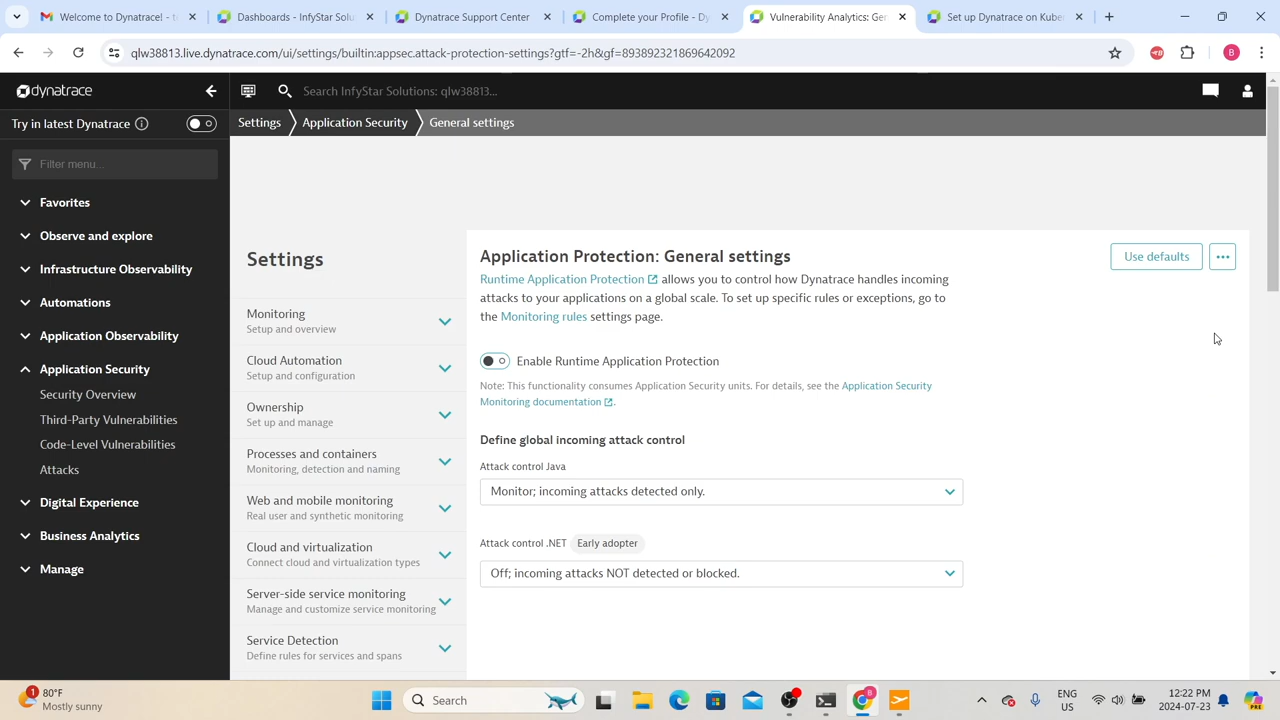 Welcome to Dynatrace! - t
Dashboards - InfyStar Solu
Dynatrace Support Center
Complete your Profile - Dy
Vulnerability Analytics: Ge
Set up Dynatrace on Kube
qlw38813.live.dynatrace.com/ui/settings/builtin:appsec.attack-protection-settings?gtf=-2h&gf=893892321869642092
B
dynatrace
Search InfyStar Solutions: qlw38813...
Try in latest Dynatrace
Settings
Application Security
General settings
Filter menu...
Favorites
Observe and explore
Infrastructure Observability
Automations
Application Observability
Application Security
Security Overview
Third-Party Vulnerabilities
Code-Level Vulnerabilities
Attacks
Digital Experience
Business Analytics
Manage
Settings
Monitoring
Setup and overview
Cloud Automation
Setup and configuration
Ownership
Set up and manage
Processes and containers
Monitoring, detection and naming
Web and mobile monitoring
Real user and synthetic monitoring
Cloud and virtualization
Connect cloud and virtualization types
Server-side service monitoring
Manage and customize service monitoring
Service Detection
Define rules for services and spans
Application Protection: General settings
Use defaults
Runtime Application Protection allows you to control how Dynatrace handles incoming
attacks to your applications on a global scale. To set up specific rules or exceptions, go to
the Monitoring rules settings page.
Enable Runtime Application Protection
Note: This functionality consumes Application Security units. For details, see the Application Security
Monitoring documentation.
Define global incoming attack control
Attack control Java
Monitor; incoming attacks detected only.
Attack control .NET Early adopter
Off; incoming attacks NOT detected or blocked.
1
80°F
Mostly sunny
Search
B
ENG
US
12:22 PM
2024-07-23
PRE